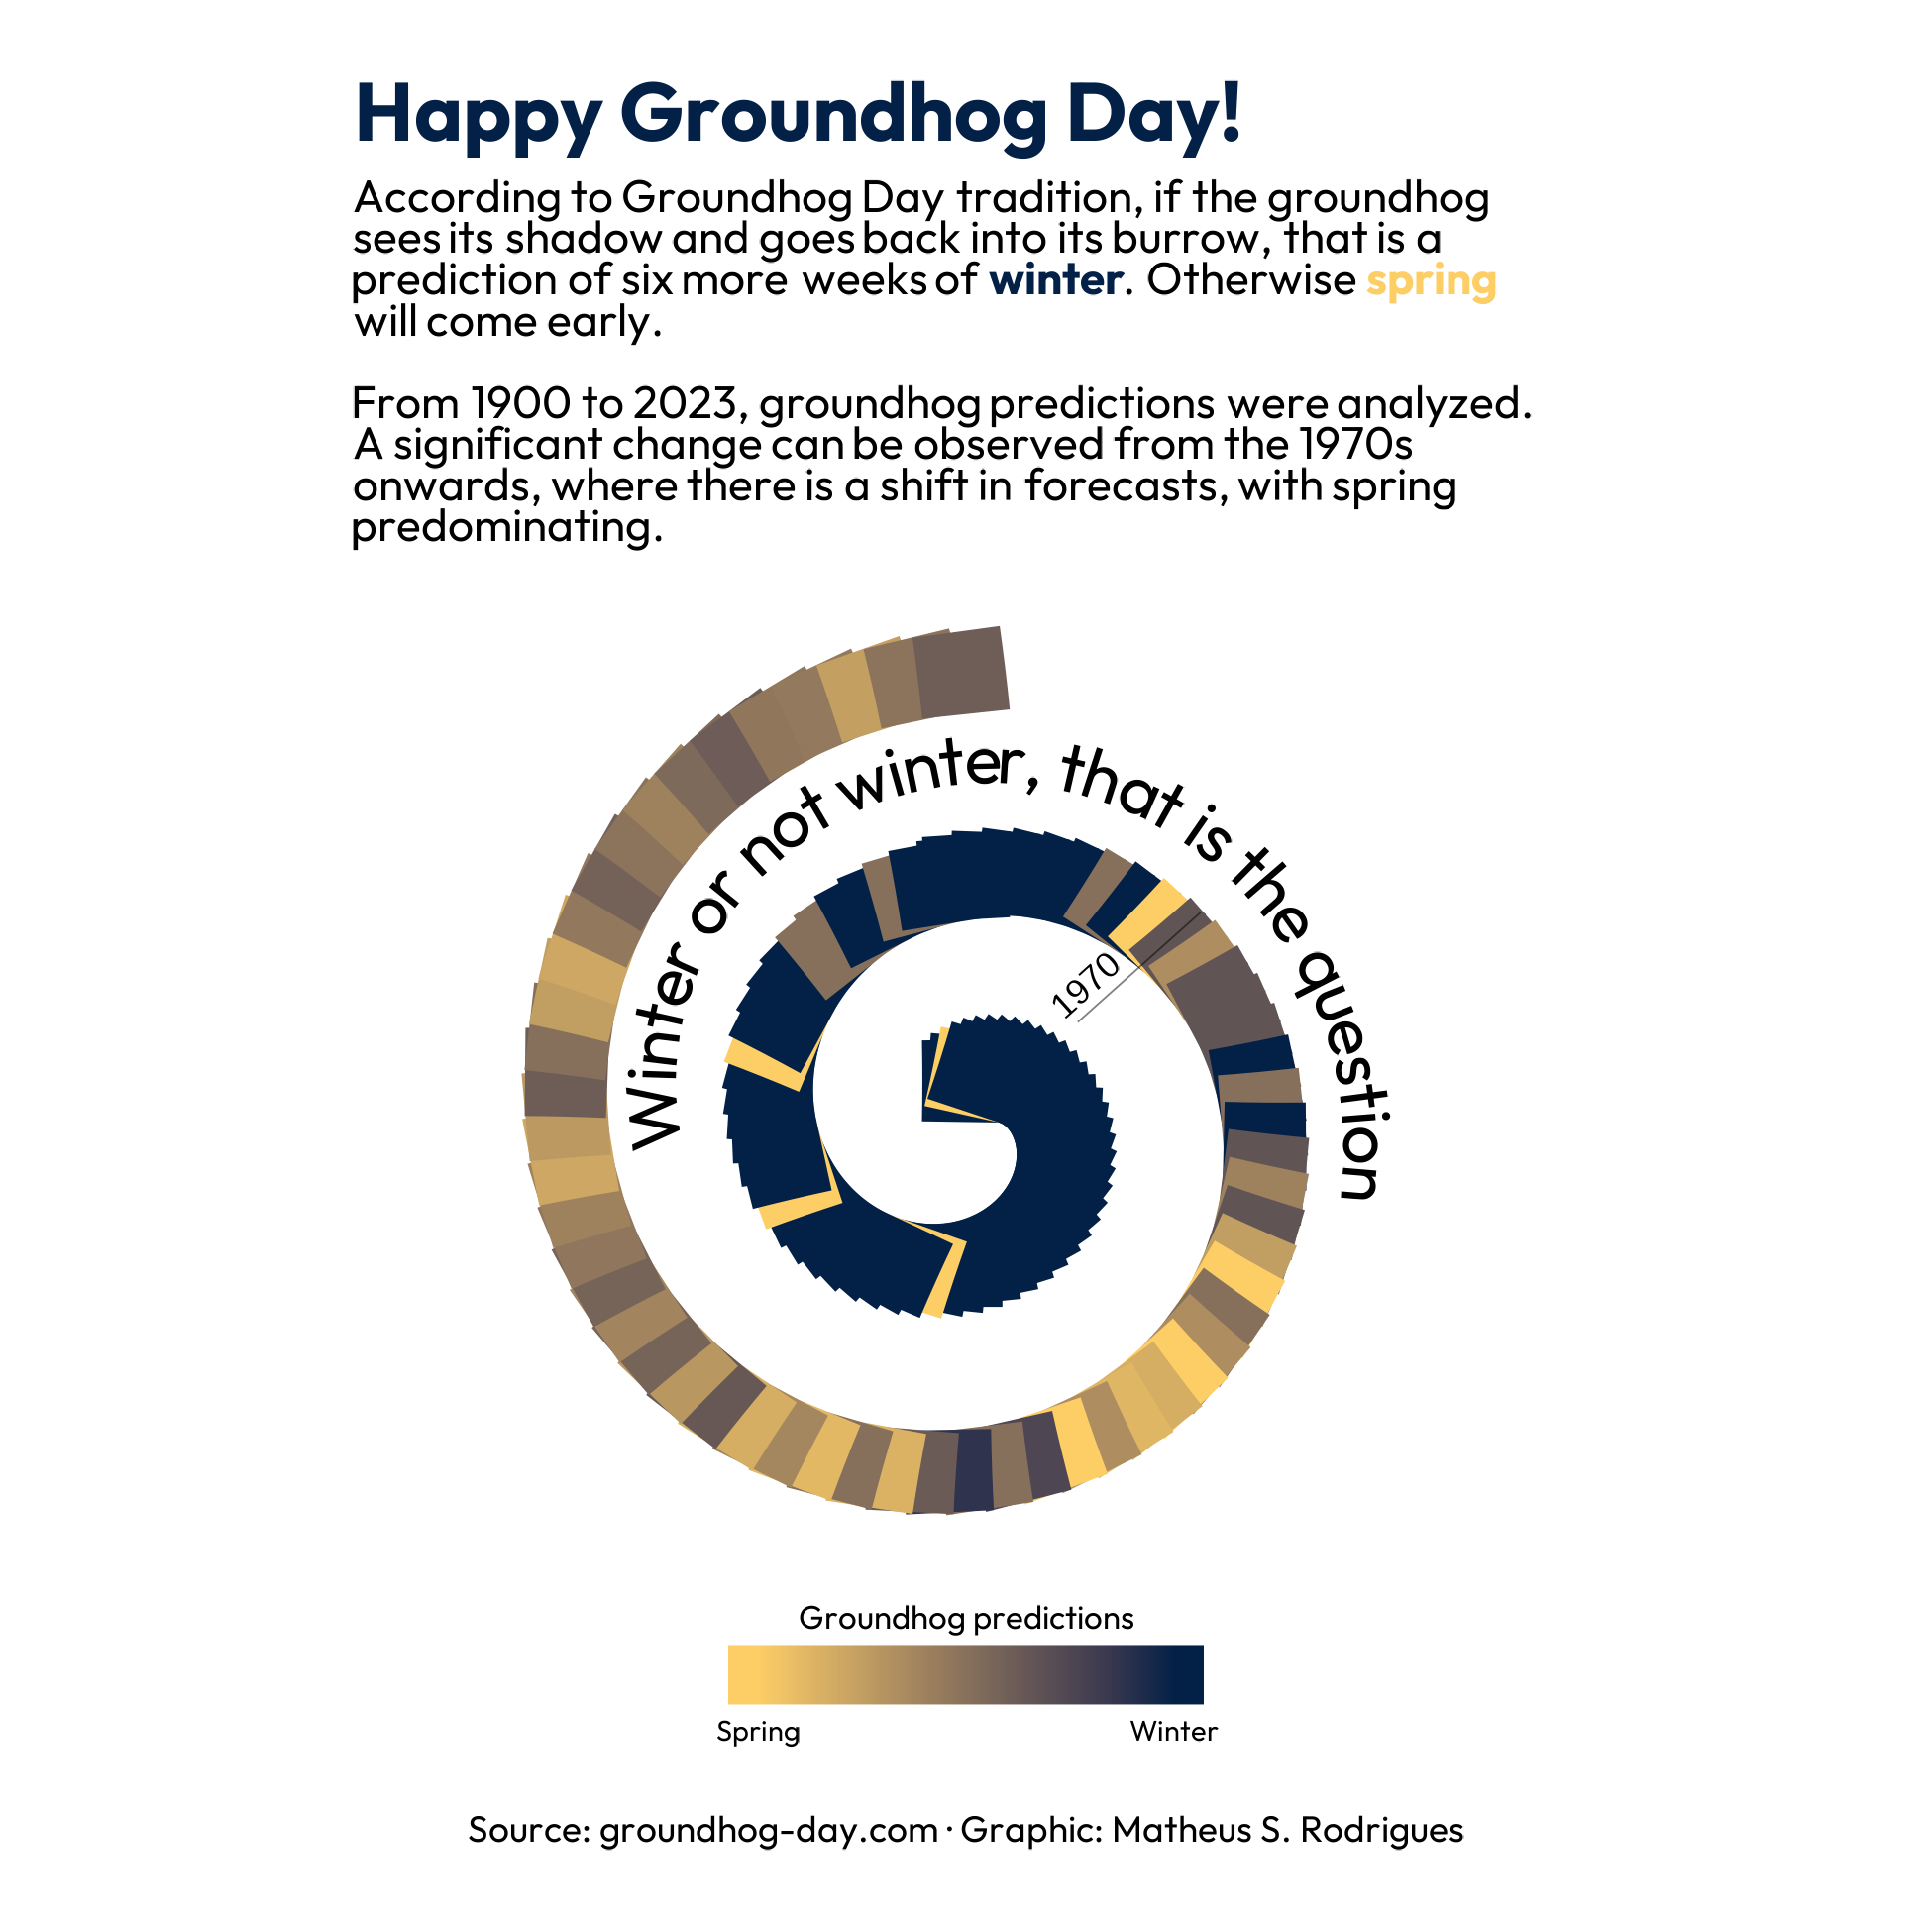 Happy Groundhog Day!
According to Groundhog Day tradition, if the groundhog
sees its shadow and goes back into its burrow, that is a
prediction of six more weeks of winter. Otherwise spring
will come early.
From 1900 to 2023, groundhog predictions were analyzed.
A significant change can be observed from the 1970s
onwards, where there is a shift in forecasts, with spring
predominating.
Winter or not winter, that is the question
1970
Groundhog predictions
Spring Winter
Source: groundhog-day.com · Graphic: Matheus S. Rodrigues